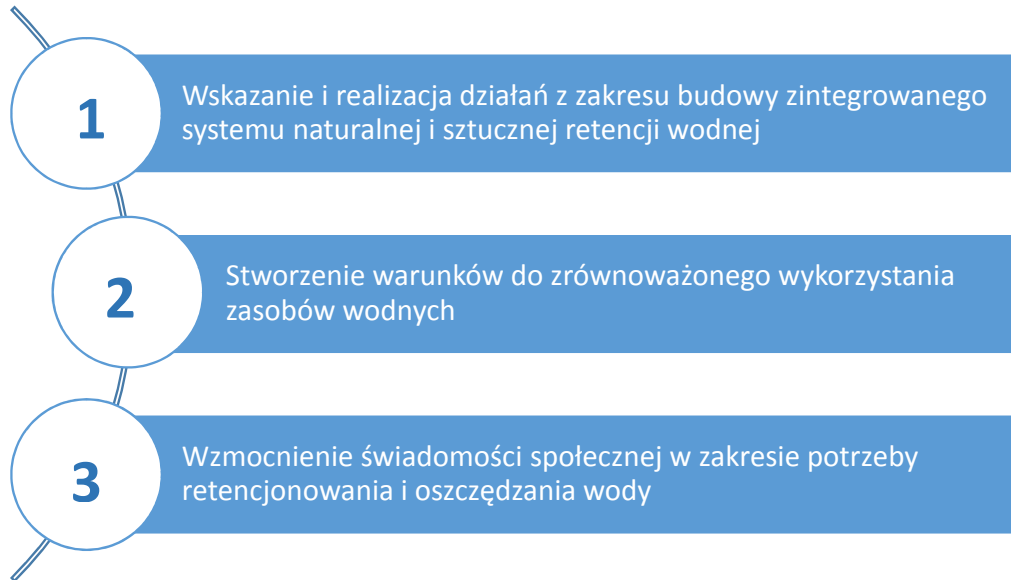 1
Wskazanie i realizacja działań z zakresu budowy zintegrowanego
systemu naturalnej i sztucznej retencji wodnej
2
Stworzenie warunków do zrównoważonego wykorzystania
zasobów wodnych
3
Wzmocnienie świadomości społecznej w zakresie potrzeby
retencjonowania i oszczędzania wody